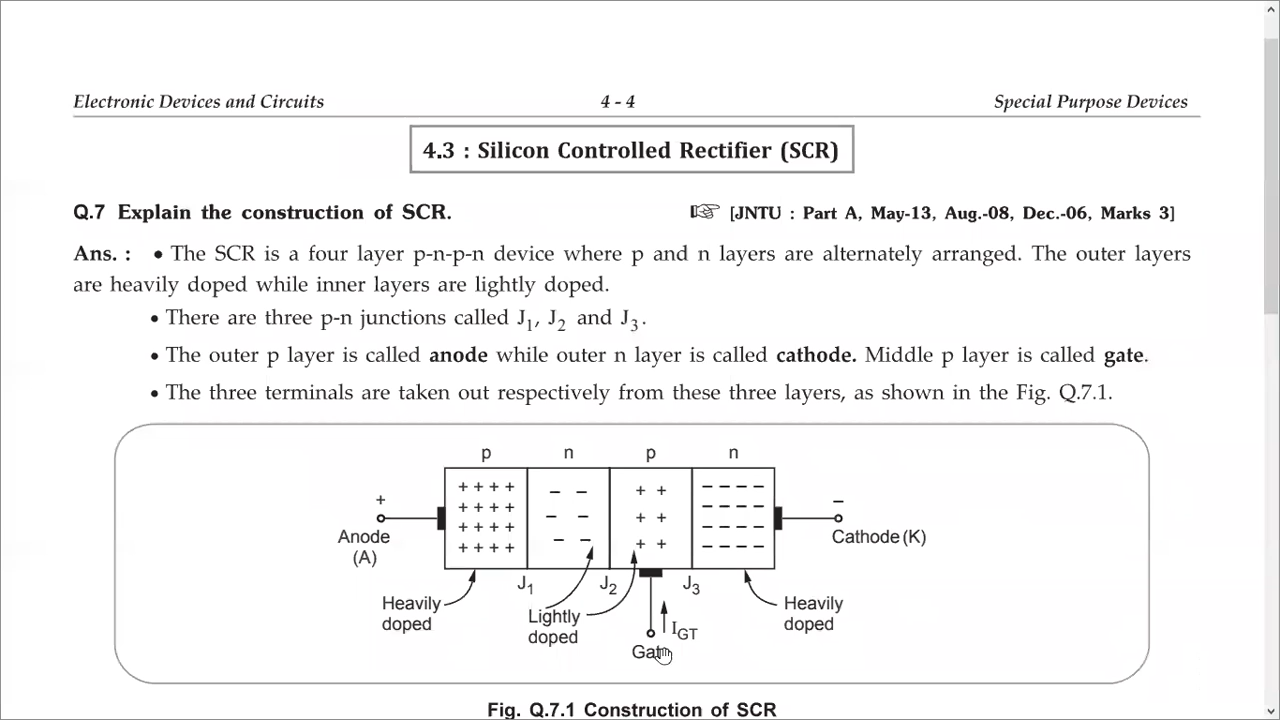 Electronic Devices and Circuits 4 - 4 Special Purpose Devices
4.3 : Silicon Controlled Rectifier (SCR)
Q.7 Explain the construction of SCR. [JNTU : Part A, May-13, Aug.-08, Dec.-06, Marks 3]
Ans. : • The SCR is a four layer p-n-p-n device where p and n layers are alternately arranged. The outer layers
are heavily doped while inner layers are lightly doped.
• There are three p-n junctions called J1, J2 and J3.
• The outer p layer is called anode while outer n layer is called cathode. Middle p layer is called gate.
• The three terminals are taken out respectively from these three layers, as shown in the Fig. Q.7.1.
p n p n
+ + + + – – + + – – – –
+ –
+ + + + – – + + – – – –
Anode
(A)
Cathode (K)
+ + + + – – + + – – – –
+ + + + – – – –
J1 J2 J3
Heavily
doped
Lightly
doped
Heavily
doped
IGT
Gate
Fig. Q.7.1 Construction of SCR